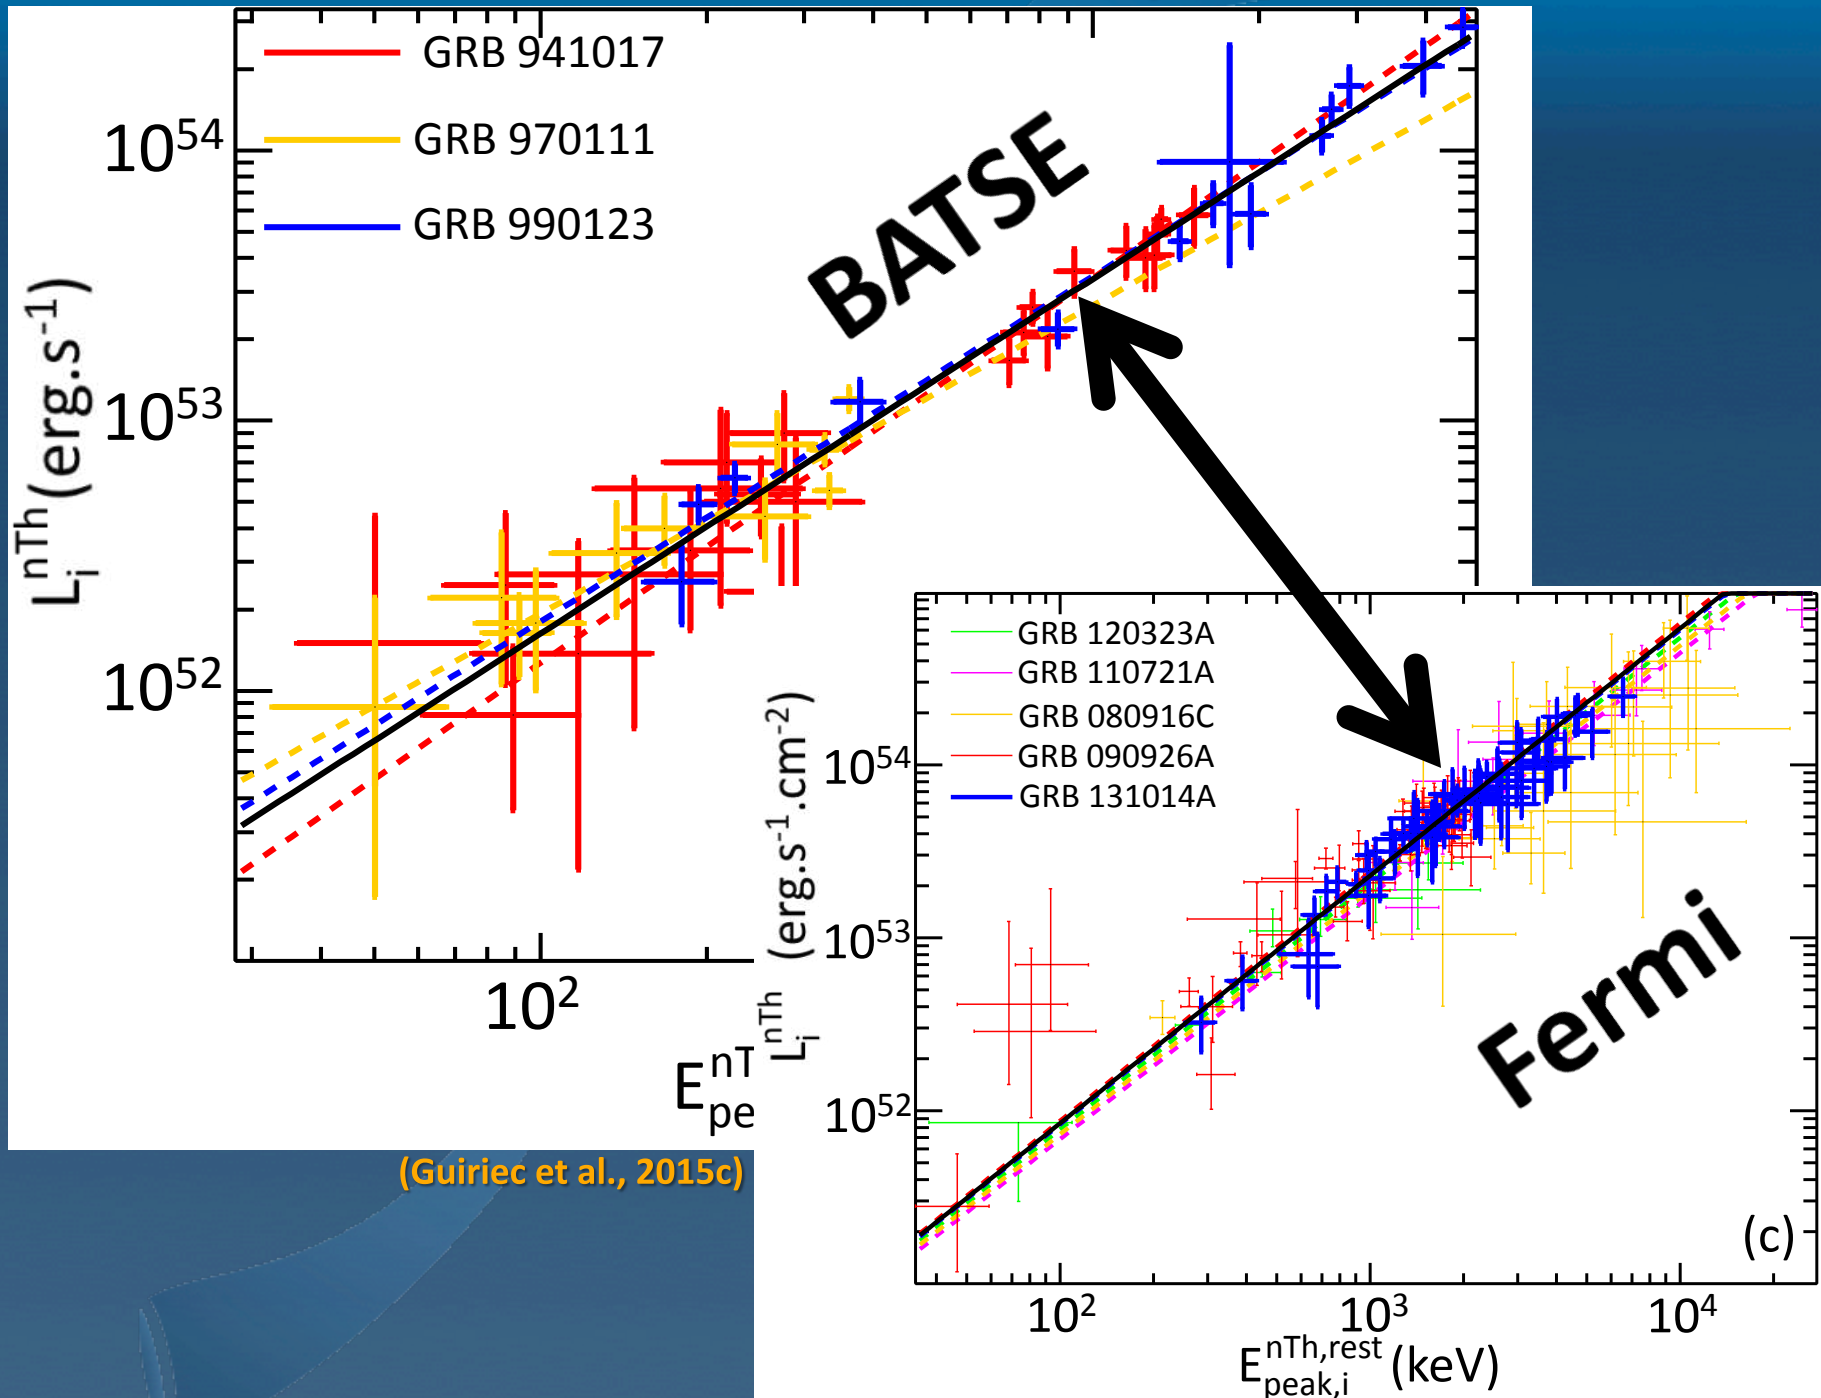 GRB 941017
GRB 970111
GRB 990123
BATSE
10^54
10^53
10^52
L_i^nTh (erg.s^-1)
10^2
E_pe^nT
(Guiriec et al., 2015c)
GRB 120323A
GRB 110721A
GRB 080916C
GRB 090926A
GRB 131014A
Fermi
10^54
10^53
10^52
L_i^nTh (erg.s^-1.cm^-2)
(c)
10^2 10^3 10^4
E_peak,i^nTh,rest (keV)